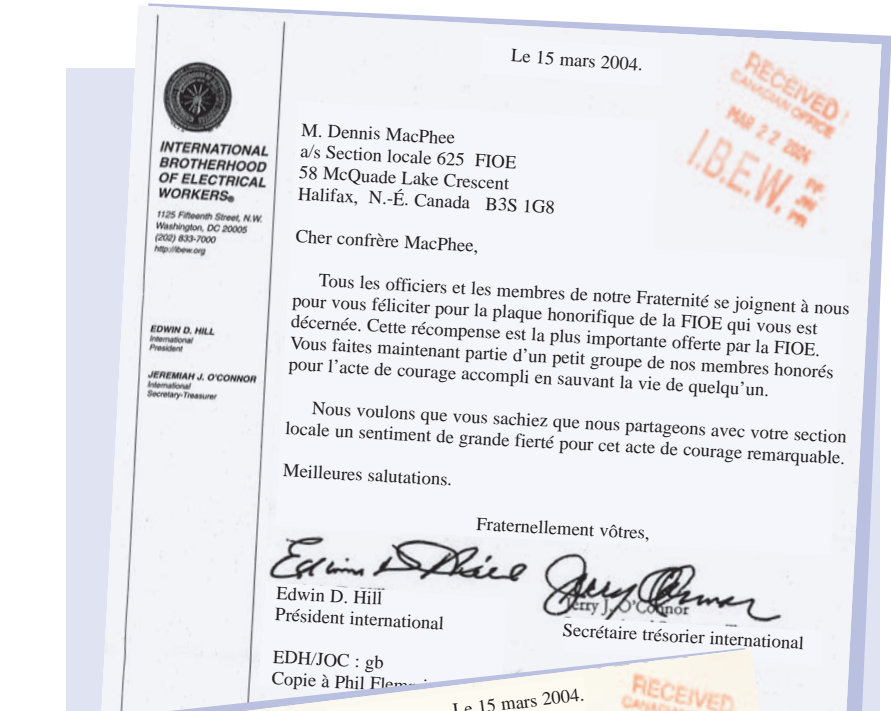 Le 15 mars 2004.
RECEIVED
CANADIAN OFFICE
MAR 22 2004
I.B.E.W.
INTERNATIONAL
BROTHERHOOD
OF ELECTRICAL
WORKERS®
1125 Fifteenth Street, N.W.
Washington, DC 20005
(202) 833-7000
http://ibew.org
EDWIN D. HILL
International
President
JEREMIAH J. O'CONNOR
International
Secretary-Treasurer
M. Dennis MacPhee
a/s Section locale 625 FIOE
58 McQuade Lake Crescent
Halifax, N.-É. Canada B3S 1G8
Cher confrère MacPhee,
Tous les officiers et les membres de notre Fraternité se joignent à nous
pour vous féliciter pour la plaque honorifique de la FIOE qui vous est
décernée. Cette récompense est la plus importante offerte par la FIOE.
Vous faites maintenant partie d'un petit groupe de nos membres honorés
pour l'acte de courage accompli en sauvant la vie de quelqu'un.
Nous voulons que vous sachiez que nous partageons avec votre section
locale un sentiment de grande fierté pour cet acte de courage remarquable.
Meilleures salutations.
Fraternellement vôtres,
Edwin D. Hill
Jerry J. O'Connor
Edwin D. Hill
Président international
Secrétaire trésorier international
EDH/JOC : gb
Copie à Phil
Le 15 mars 2004.
RECEIVED